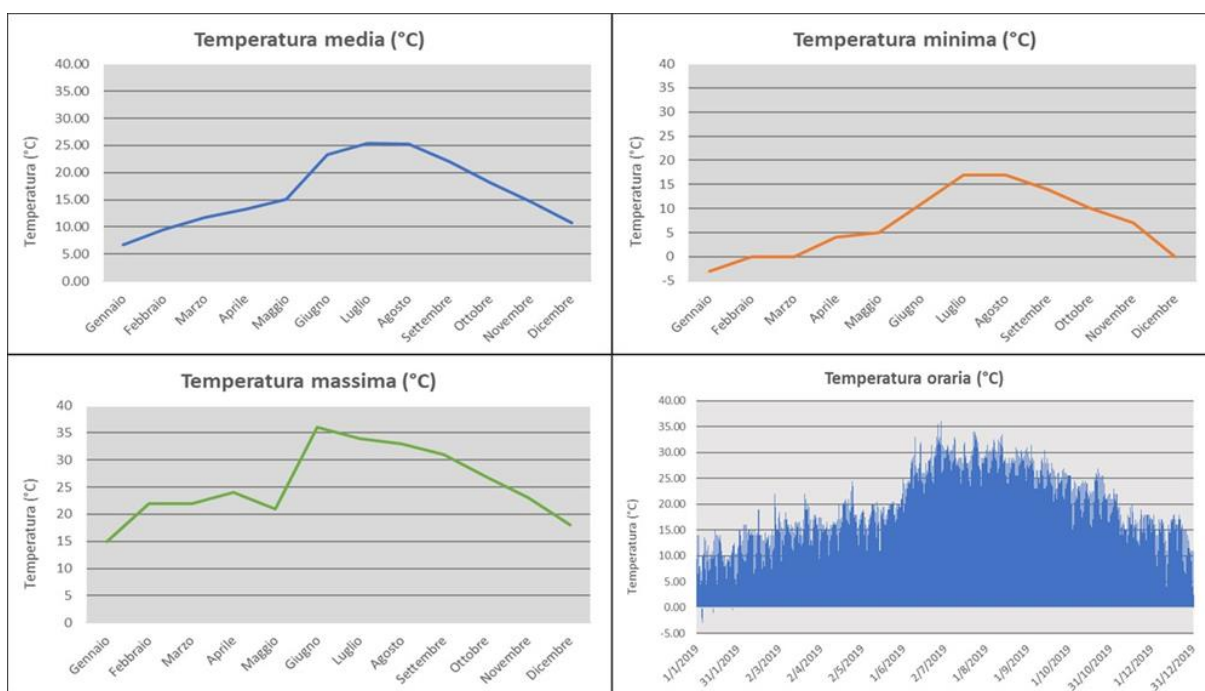 Temperatura media (°C)
40.00
35.00
30.00
25.00
20.00
15.00
10.00
5.00
0.00
Temperatura (°C)
Gennaio
Febbraio
Marzo
Aprile
Maggio
Giugno
Luglio
Agosto
Settembre
Ottobre
Novembre
Dicembre
Temperatura minima (°C)
40
35
30
25
20
15
10
5
0
-5
Temperatura (°C)
Gennaio
Febbraio
Marzo
Aprile
Maggio
Giugno
Luglio
Agosto
Settembre
Ottobre
Novembre
Dicembre
Temperatura massima (°C)
40
35
30
25
20
15
10
5
0
Temperatura (°C)
Gennaio
Febbraio
Marzo
Aprile
Maggio
Giugno
Luglio
Agosto
Settembre
Ottobre
Novembre
Dicembre
Temperatura oraria (°C)
40.00
35.00
30.00
25.00
20.00
15.00
10.00
5.00
0.00
-5.00
Temperatura (°C)
1/1/2019
31/1/2019
2/3/2019
2/4/2019
2/5/2019
1/6/2019
2/7/2019
1/8/2019
1/9/2019
1/10/2019
31/10/2019
1/12/2019
31/12/2019